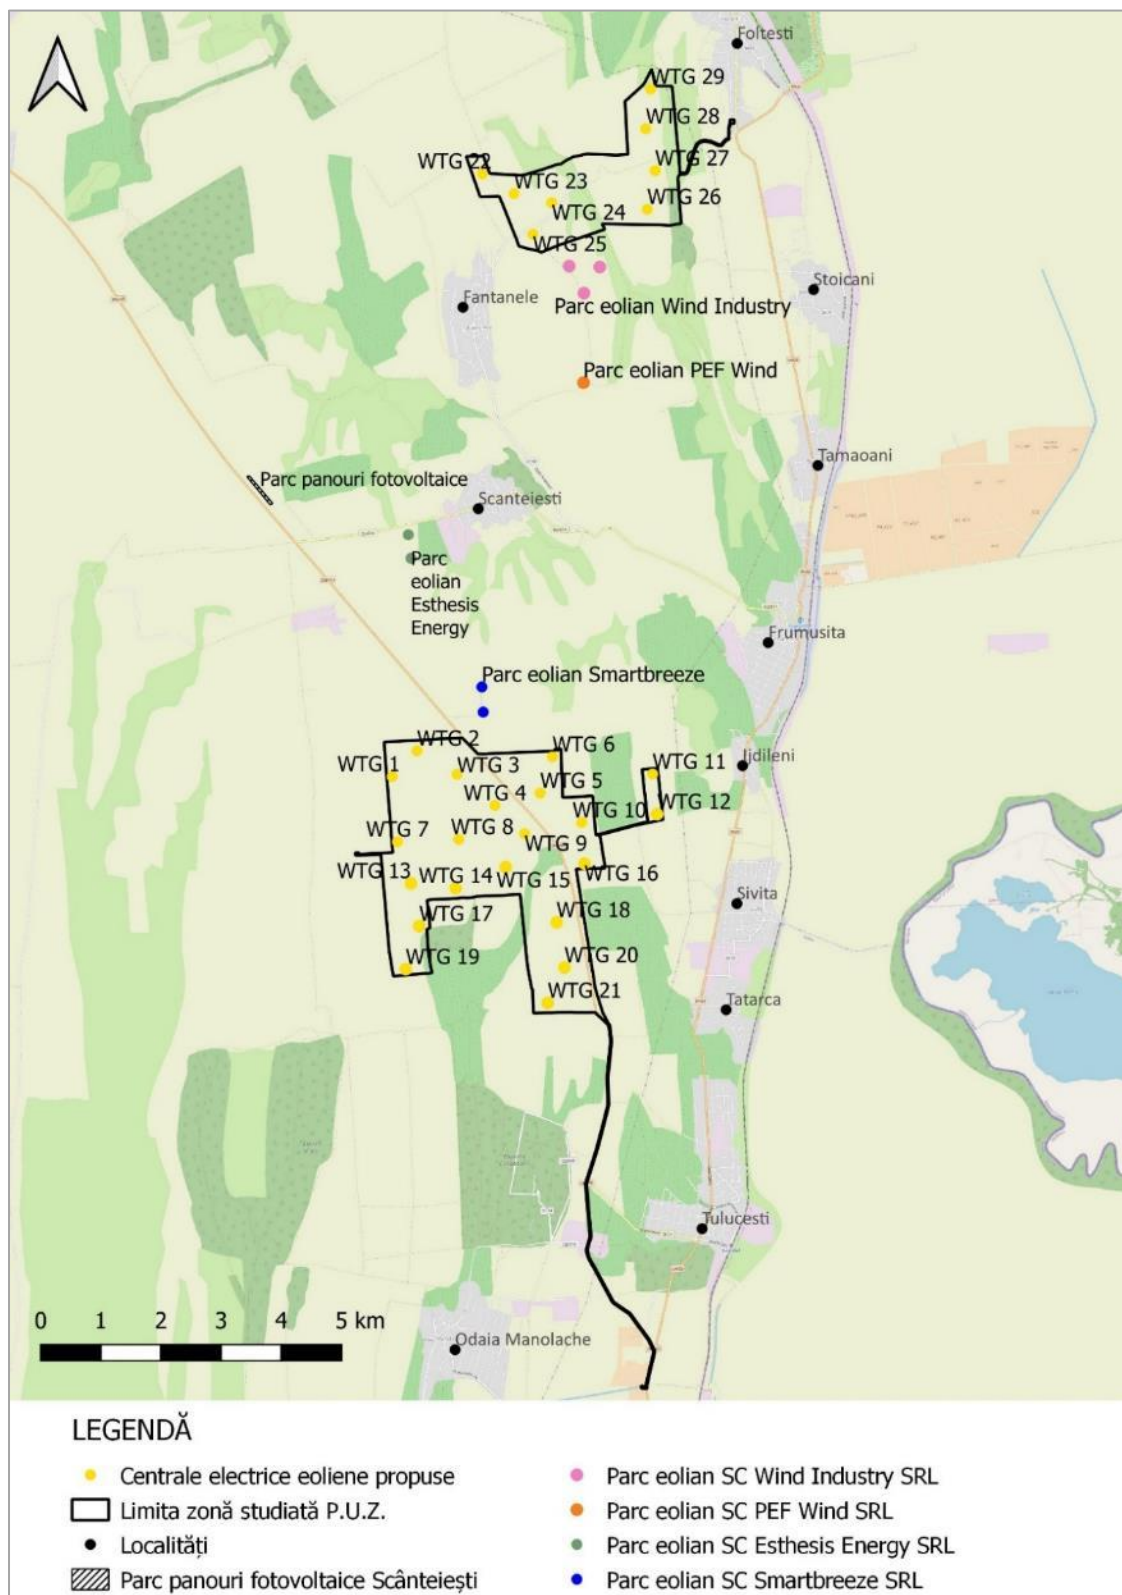 Foltesti
WTG 29
WTG 28
WTG 22
WTG 27
WTG 23
WTG 26
WTG 24
WTG 25
Stoicani
Fantanele
Parc eolian Wind Industry
Parc eolian PEF Wind
Tamaoani
Parc panouri fotovoltaice
Scanteiesti
Parc
eolian
Esthesis
Energy
Frumusita
Parc eolian Smartbreeze
WTG 2
WTG 6
Ijdileni
WTG 1
WTG 3
WTG 11
WTG 5
WTG 4
WTG 10
WTG 12
WTG 7
WTG 8
WTG 9
WTG 13
WTG 14
WTG 15
WTG 16
Sivita
WTG 17
WTG 18
WTG 19
WTG 20
WTG 21
Tatarca
Tulucesti
0 1 2 3 4 5 km
Odaia Manolache
LEGENDĂ
Centrale electrice eoliene propuse
Limita zonă studiată P.U.Z.
Localități
Parc panouri fotovoltaice Scânteiești
Parc eolian SC Wind Industry SRL
Parc eolian SC PEF Wind SRL
Parc eolian SC Esthesis Energy SRL
Parc eolian SC Smartbreeze SRL